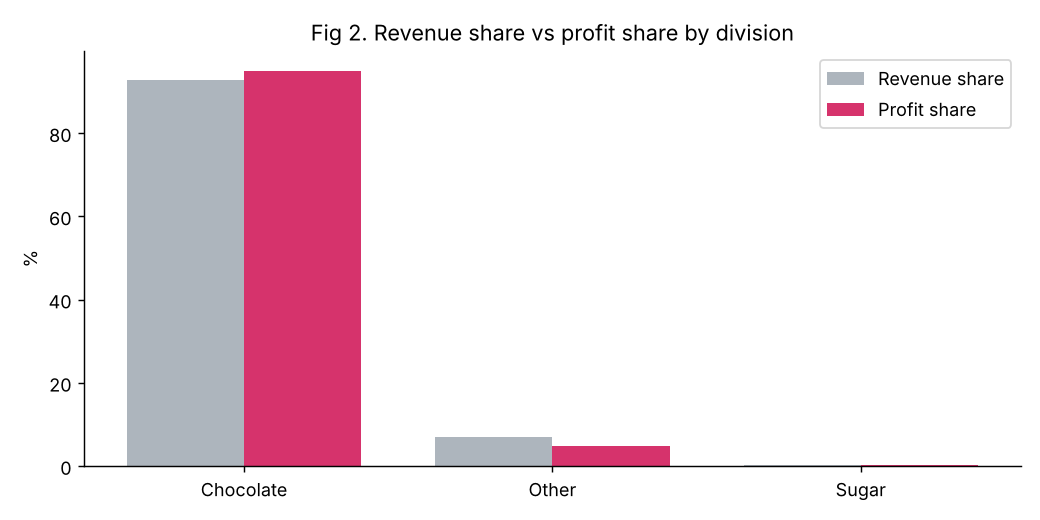 Fig 2. Revenue share vs profit share by division
Revenue share
Profit share
%
80
60
40
20
0
Chocolate
Other
Sugar